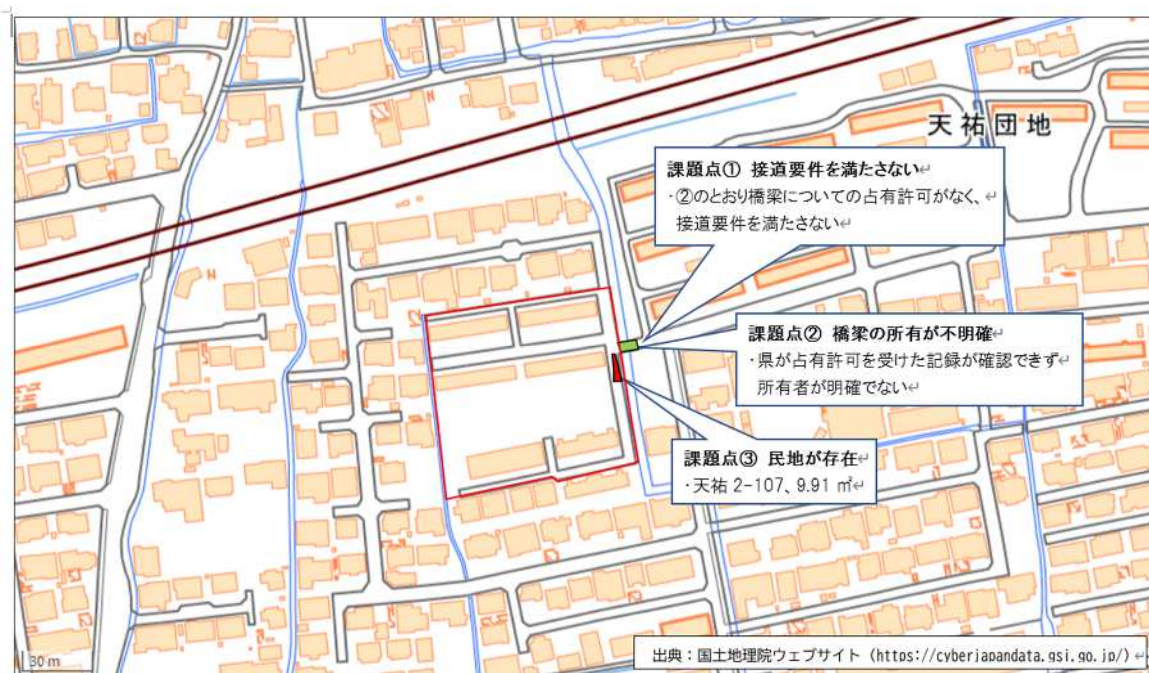 天祐団地
課題点① 接道要件を満たさない↵
・②のとおり橋梁についての占有許可がなく、↵
接道要件を満たさない↵
課題点② 橋梁の所有が不明確↵
・県が占有許可を受けた記録が確認できず↵
所有者が明確でない↵
課題点③ 民地が存在↵
・天祐 2-107、9.91 ㎡↵
30 m
出典：国土地理院ウェブサイト（https://cyberjapandata.gsi.go.jp/）↵